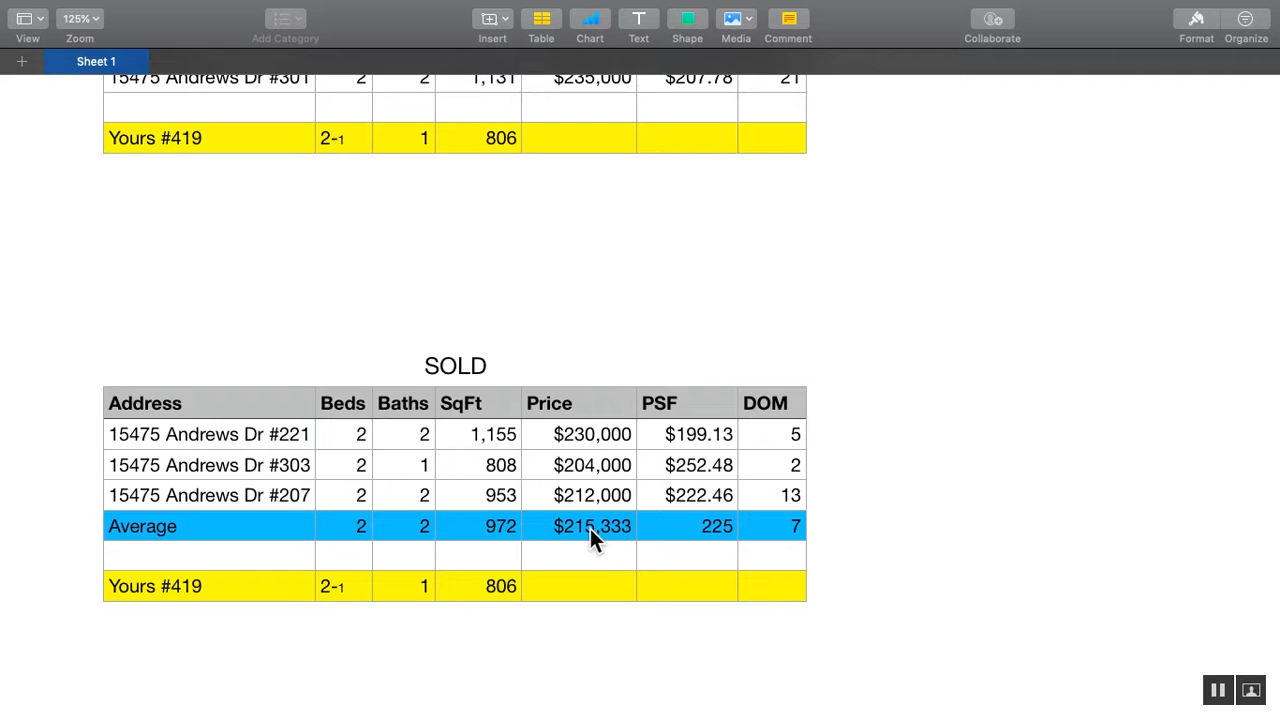 125%
View Zoom Add Category Insert Table Chart Text Shape Media Comment Collaborate Format Organize
+ Sheet 1
15475 Andrews Dr #301 2 2 1,131 $235,000 $207.78 21
Yours #419 2-1 1 806
SOLD
Address Beds Baths SqFt Price PSF DOM
15475 Andrews Dr #221 2 2 1,155 $230,000 $199.13 5
15475 Andrews Dr #303 2 1 808 $204,000 $252.48 2
15475 Andrews Dr #207 2 2 953 $212,000 $222.46 13
Average 2 2 972 $215,333 225 7
Yours #419 2-1 1 806